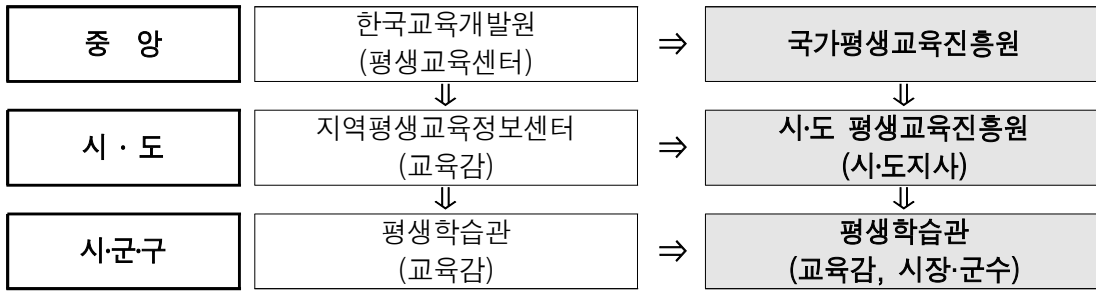 중 앙
한국교육개발원
(평생교육센터)
⇒
국가평생교육진흥원
⇓
⇓
시 · 도
지역평생교육정보센터
(교육감)
⇒
시·도 평생교육진흥원
(시·도지사)
⇓
⇓
시·군·구
평생학습관
(교육감)
⇒
평생학습관
(교육감, 시장·군수)